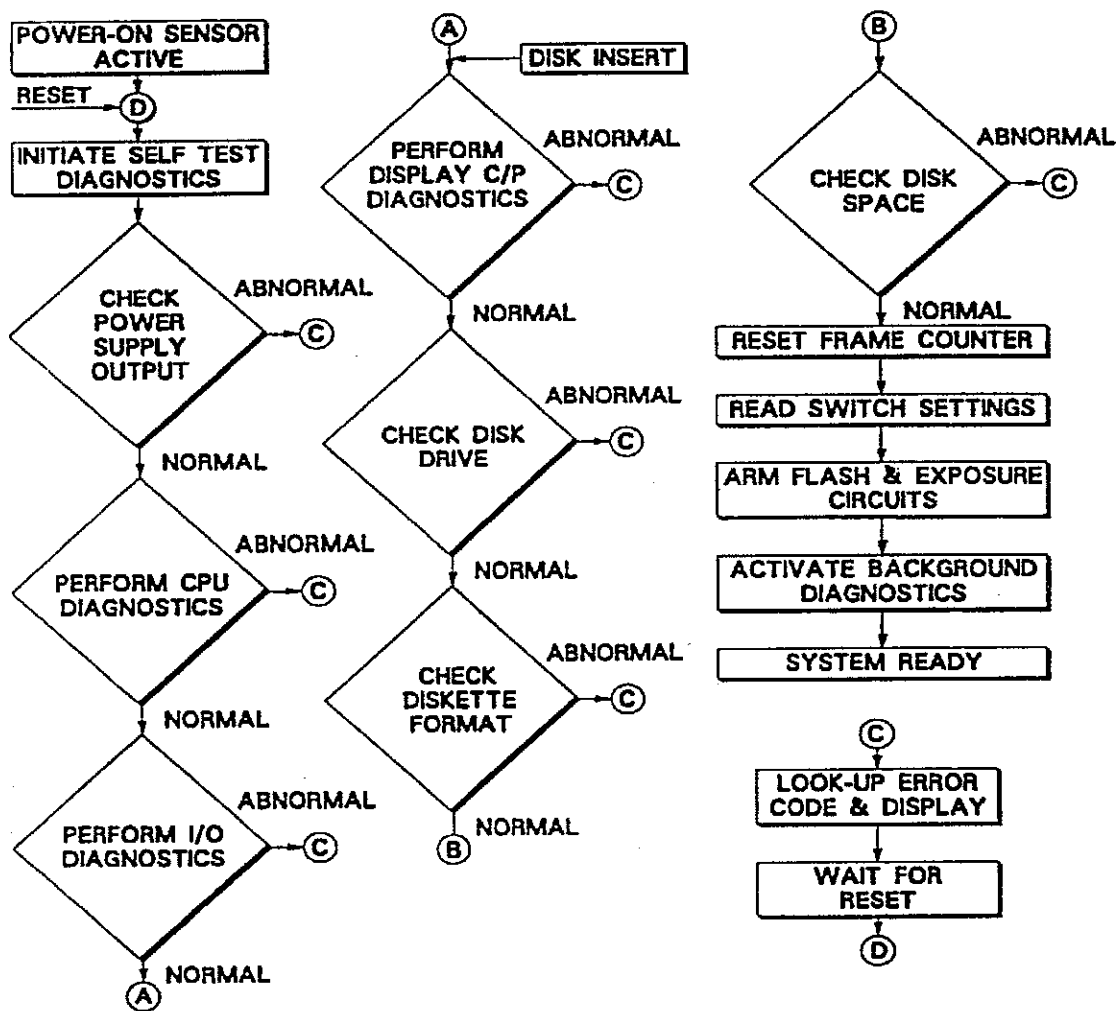 POWER-ON SENSOR
ACTIVE
RESET
D
INITIATE SELF TEST
DIAGNOSTICS
CHECK
POWER
SUPPLY
OUTPUT
ABNORMAL
C
NORMAL
PERFORM CPU
DIAGNOSTICS
ABNORMAL
C
NORMAL
PERFORM I/O
DIAGNOSTICS
ABNORMAL
C
NORMAL
A
A
DISK INSERT
PERFORM
DISPLAY C/P
DIAGNOSTICS
ABNORMAL
C
NORMAL
CHECK DISK
DRIVE
ABNORMAL
C
NORMAL
CHECK
DISKETTE
FORMAT
ABNORMAL
C
NORMAL
B
B
CHECK DISK
SPACE
ABNORMAL
C
NORMAL
RESET FRAME COUNTER
READ SWITCH SETTINGS
ARM FLASH & EXPOSURE
CIRCUITS
ACTIVATE BACKGROUND
DIAGNOSTICS
SYSTEM READY
C
LOOK-UP ERROR
CODE & DISPLAY
WAIT FOR
RESET
D